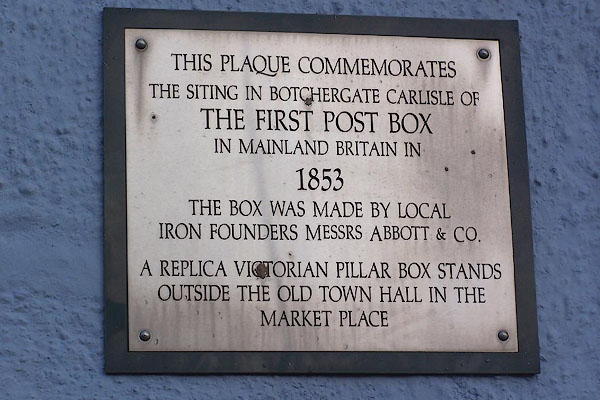 THIS PLAQUE COMMEMORATES
THE SITING IN BOTCHERGATE CARLISLE OF
THE FIRST POST BOX
IN MAINLAND BRITAIN IN
1853
THE BOX WAS MADE BY LOCAL
IRON FOUNDERS MESSRS ABBOTT & CO.
A REPLICA VICTORIAN PILLAR BOX STANDS
OUTSIDE THE OLD TOWN HALL IN THE
MARKET PLACE